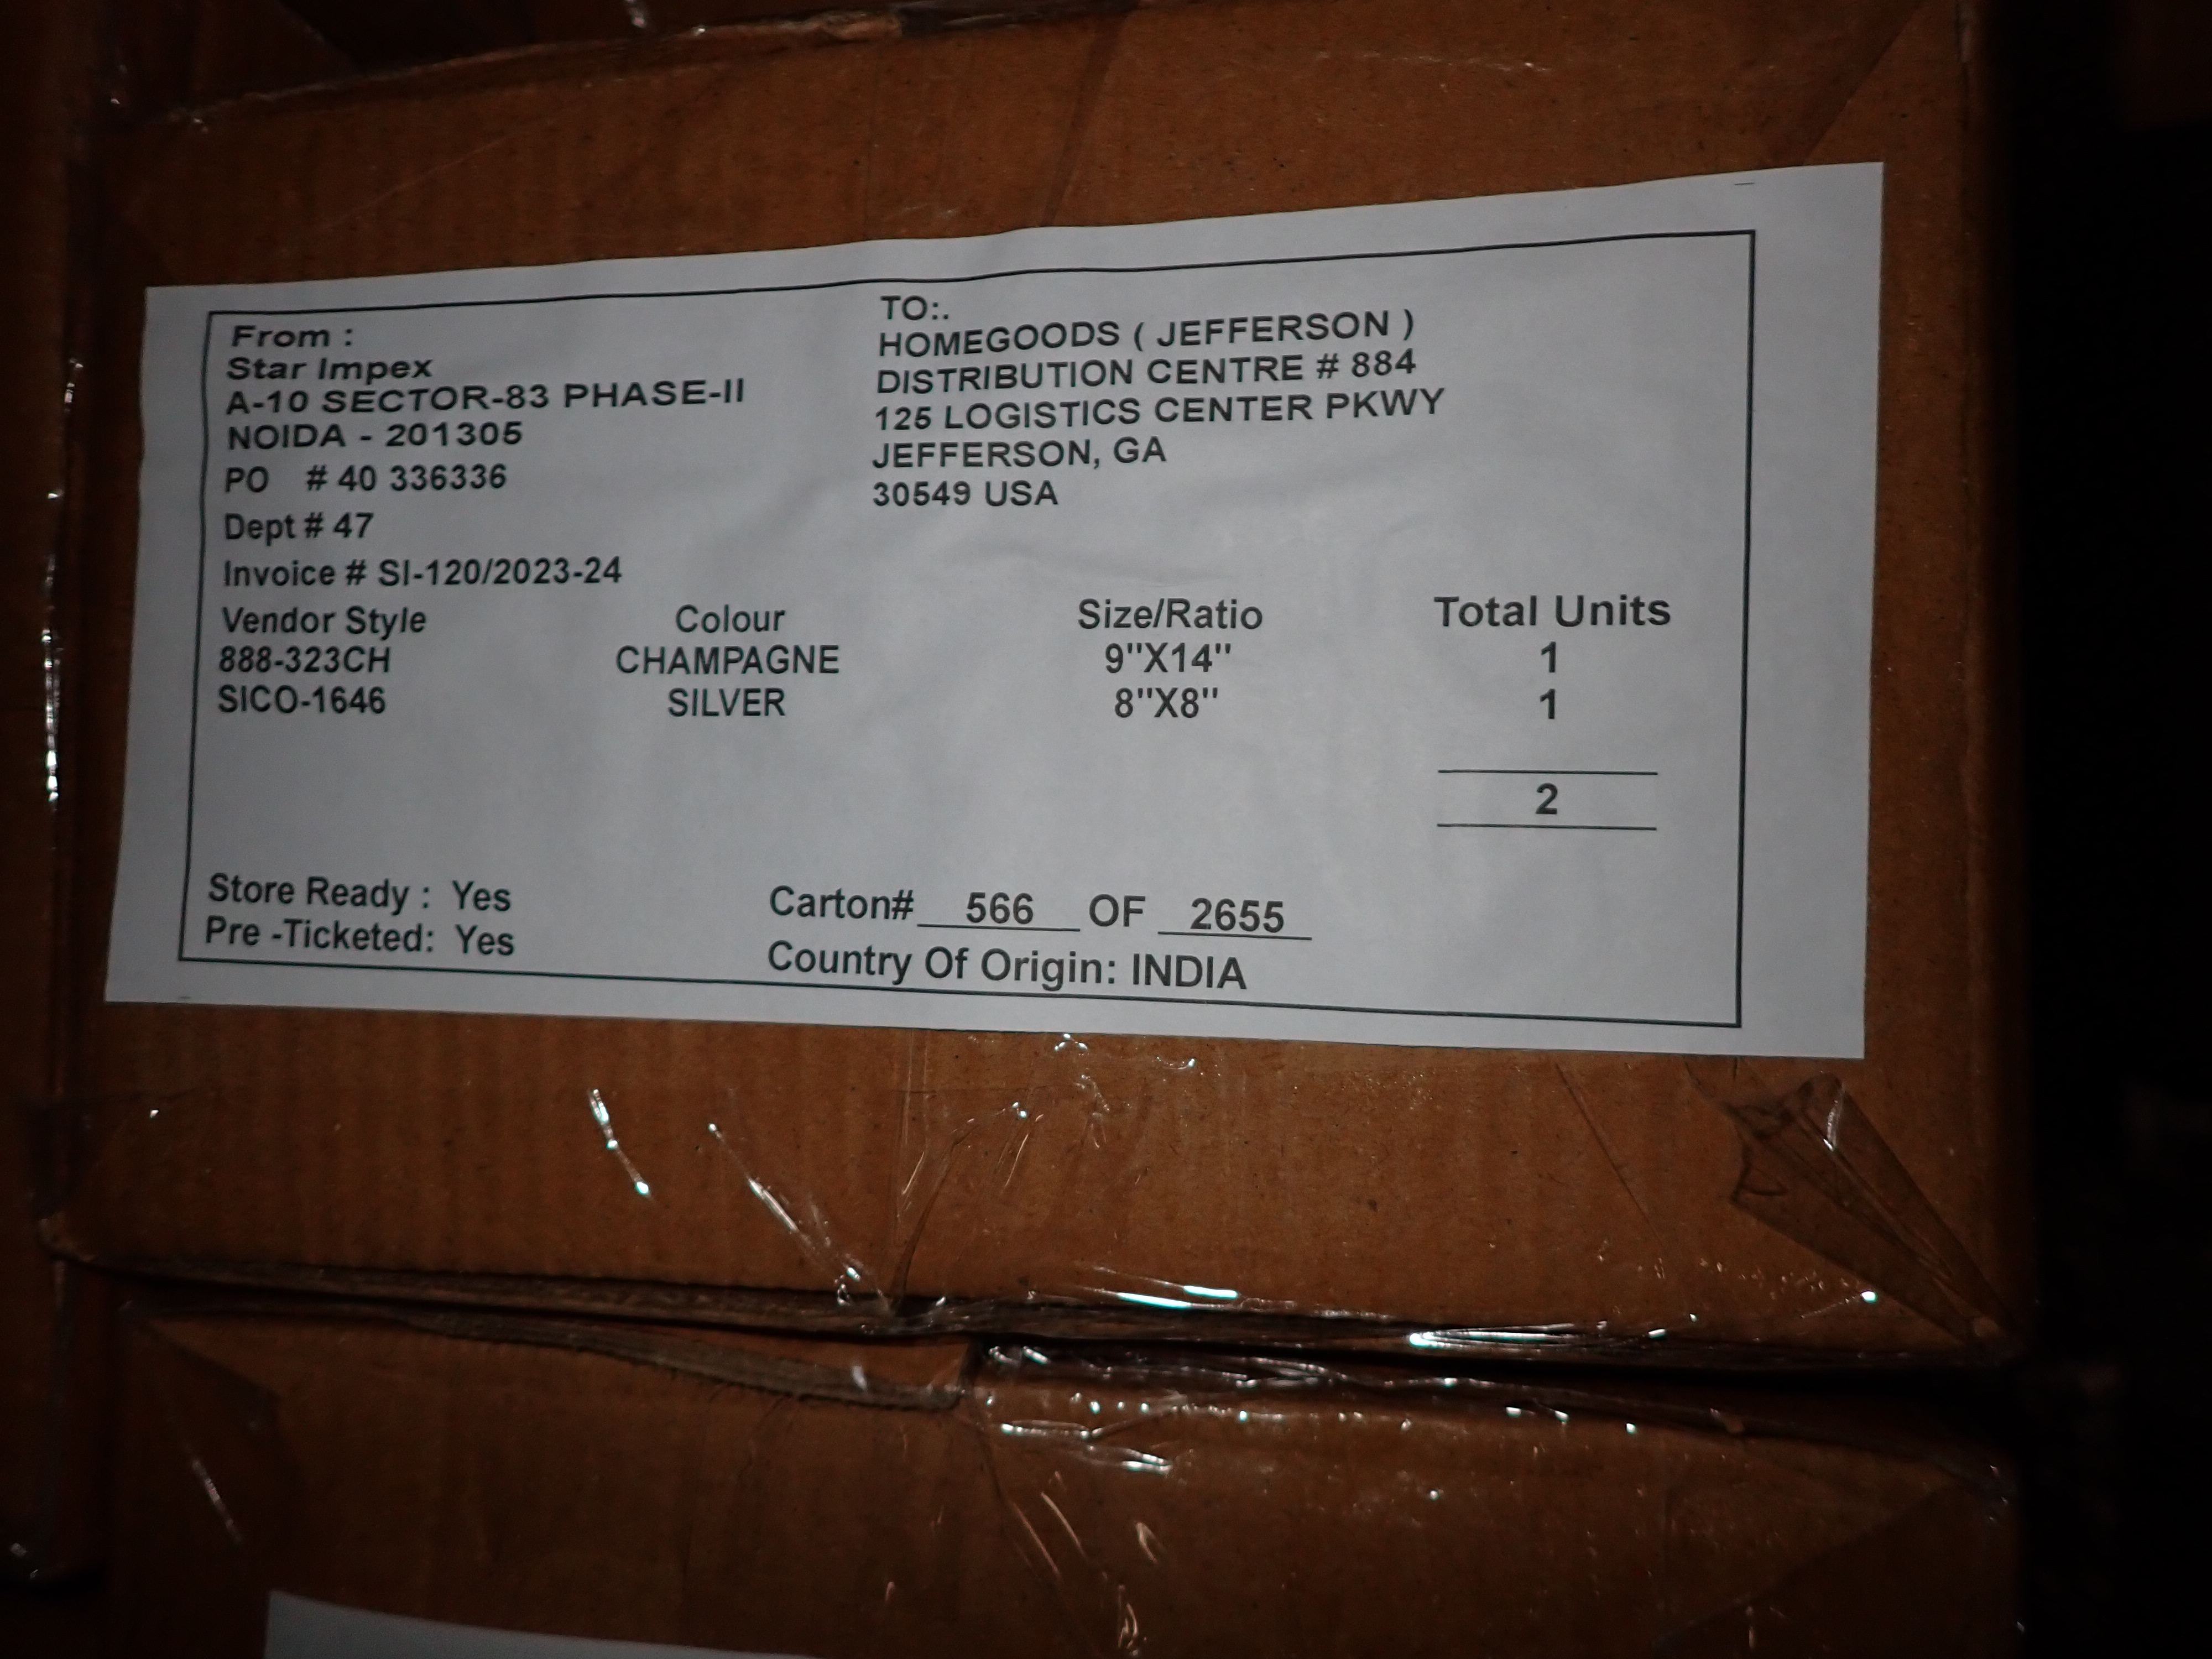 From :
Star Impex
A-10 SECTOR-83 PHASE-II
NOIDA - 201305
PO # 40 336336
Dept # 47
Invoice # SI-120/2023-24
TO:.
HOMEGOODS ( JEFFERSON )
DISTRIBUTION CENTRE # 884
125 LOGISTICS CENTER PKWY
JEFFERSON, GA
30549 USA
Vendor Style Colour Size/Ratio Total Units
888-323CH CHAMPAGNE 9"X14" 1
SICO-1646 SILVER 8"X8" 1
2
Store Ready : Yes Carton# 566 OF 2655
Pre -Ticketed: Yes Country Of Origin: INDIA